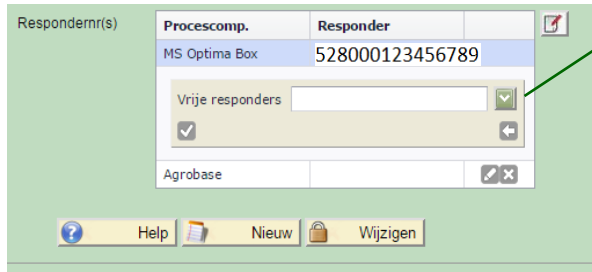 Respondernr(s)
Procescomp. Responder
MS Optima Box 528000123456789
Vrije responders
Agrobase
Help Nieuw Wijzigen